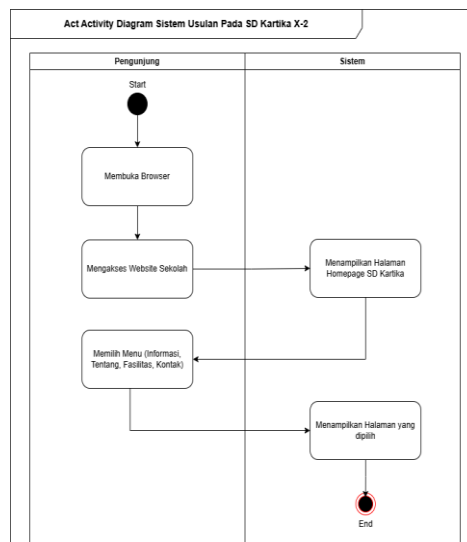 Act Activity Diagram Sistem Usulan Pada SD Kartika X-2
Pengunjung
Sistem
Start
Membuka Browser
Mengakses Website Sekolah
Menampilkan Halaman
Homepage SD Kartika
Memilih Menu (Informasi,
Tentang, Fasilitas, Kontak)
Menampilkan Halaman yang
dipilih
End